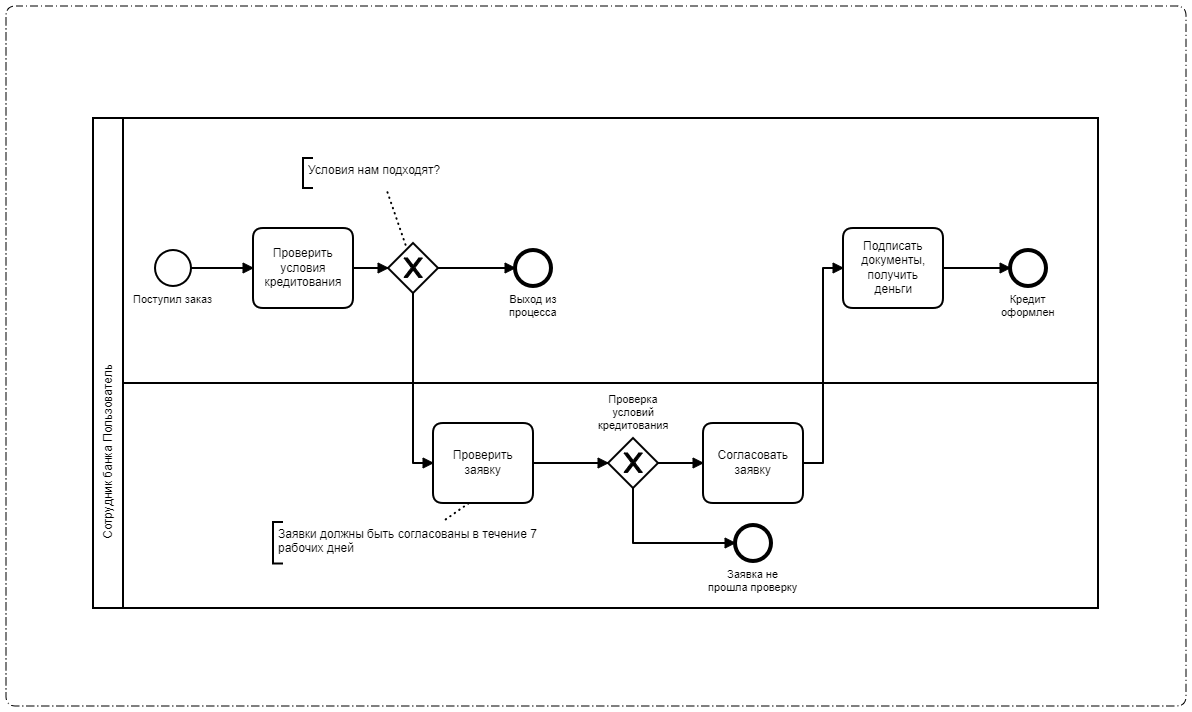 Сотрудник банка Пользователь
Условия нам подходят?
Поступил заказ
Проверить
условия
кредитования
Выход из
процесса
Подписать
документы,
получить
деньги
Кредит
оформлен
Проверить
заявку
Проверка
условий
кредитования
Согласовать
заявку
Заявки должны быть согласованы в течение 7
рабочих дней
Заявка не
прошла проверку